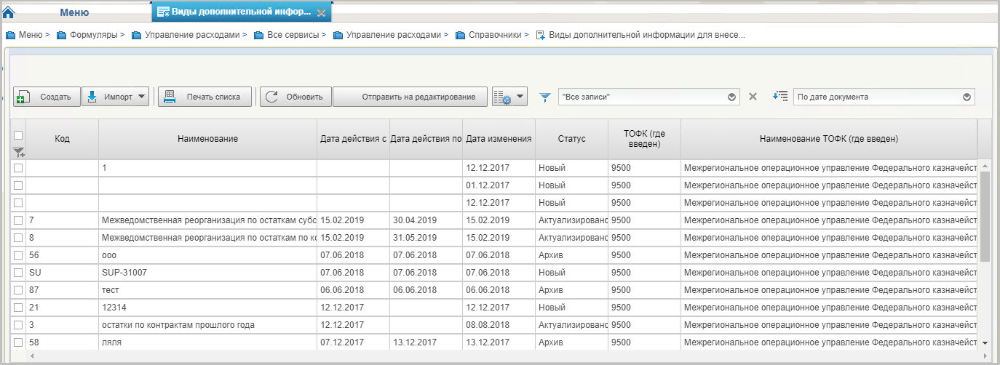 Меню Виды дополнительной инфор...
Меню > Формуляры > Управление расходами > Все сервисы > Управление расходами > Справочники > Виды дополнительной информации для внесе...
Создать Импорт Печать списка Обновить Отправить на редактирование "Все записи" По дате документа
Код Наименование Дата действия с Дата действия по Дата изменения Статус ТОФК (где введен) Наименование ТОФК (где введен)
1 12.12.2017 Новый 9500 Межрегиональное операционное управление Федерального казначейст
01.12.2017 Новый 9500 Межрегиональное операционное управление Федерального казначейст
12.12.2017 Новый 9500 Межрегиональное операционное управление Федерального казначейст
7 Межведомственная реорганизация по остаткам субс 15.02.2019 30.04.2019 15.02.2019 Актуализировано 9500 Межрегиональное операционное управление Федерального казначейст
8 Межведомственная реорганизация по остаткам по ко 15.02.2019 31.05.2019 15.02.2019 Актуализировано 9500 Межрегиональное операционное управление Федерального казначейст
56 ооо 07.06.2018 07.06.2018 07.06.2018 Архив 9500 Межрегиональное операционное управление Федерального казначейст
SU SUP-31007 07.06.2018 07.06.2018 07.06.2018 Новый 9500 Межрегиональное операционное управление Федерального казначейст
87 тест 06.06.2018 06.06.2018 06.06.2018 Архив 9500 Межрегиональное операционное управление Федерального казначейст
21 12314 12.12.2017 12.12.2017 Новый 9500 Межрегиональное операционное управление Федерального казначейст
3 остатки по контрактам прошлого года 12.12.2017 08.08.2018 Актуализировано 9500 Межрегиональное операционное управление Федерального казначейст
58 ляля 07.12.2017 13.12.2017 13.12.2017 Архив 9500 Межрегиональное операционное управление Федерального казначейст